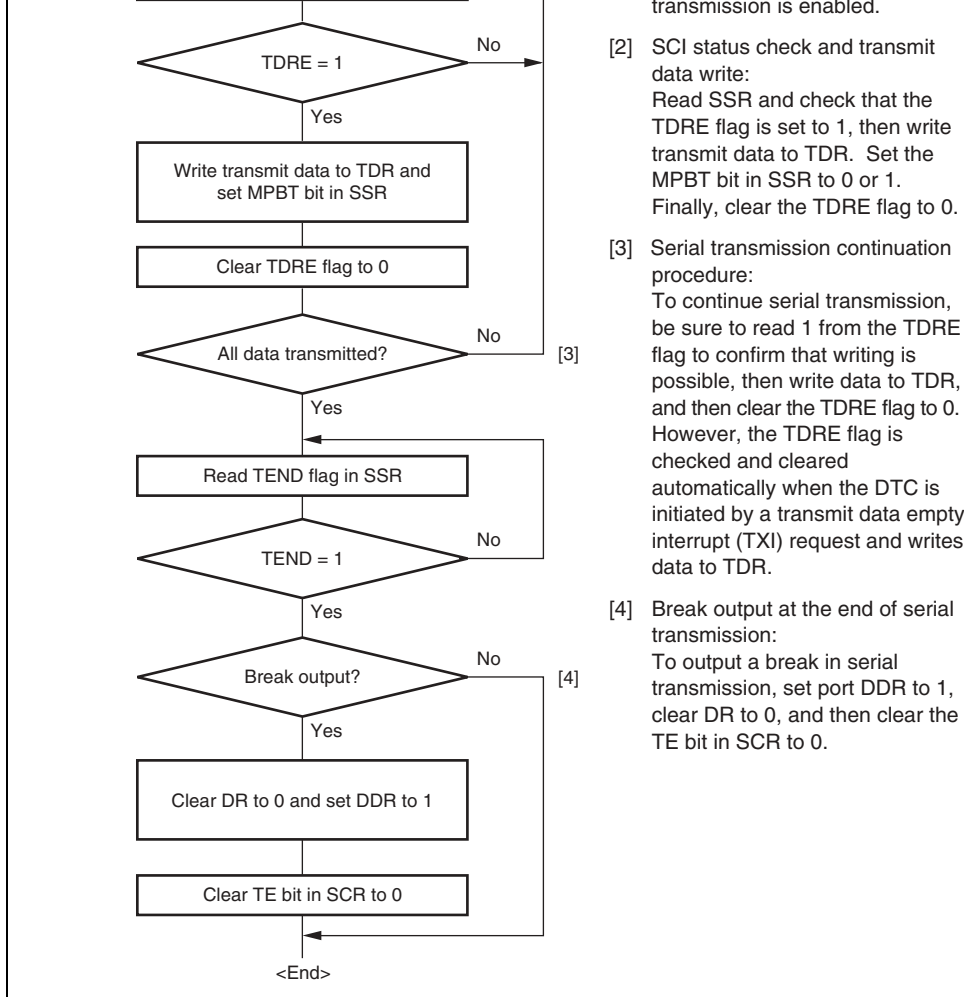 transmission is enabled.
TDRE = 1
No
Yes
Write transmit data to TDR and
set MPBT bit in SSR
Clear TDRE flag to 0
All data transmitted?
No
[3]
Yes
Read TEND flag in SSR
TEND = 1
No
Yes
Break output?
No
[4]
Yes
Clear DR to 0 and set DDR to 1
Clear TE bit in SCR to 0
<End>
[2] SCI status check and transmit
data write:
Read SSR and check that the
TDRE flag is set to 1, then write
transmit data to TDR. Set the
MPBT bit in SSR to 0 or 1.
Finally, clear the TDRE flag to 0.
[3] Serial transmission continuation
procedure:
To continue serial transmission,
be sure to read 1 from the TDRE
flag to confirm that writing is
possible, then write data to TDR,
and then clear the TDRE flag to 0.
However, the TDRE flag is
checked and cleared
automatically when the DTC is
initiated by a transmit data empty
interrupt (TXI) request and writes
data to TDR.
[4] Break output at the end of serial
transmission:
To output a break in serial
transmission, set port DDR to 1,
clear DR to 0, and then clear the
TE bit in SCR to 0.